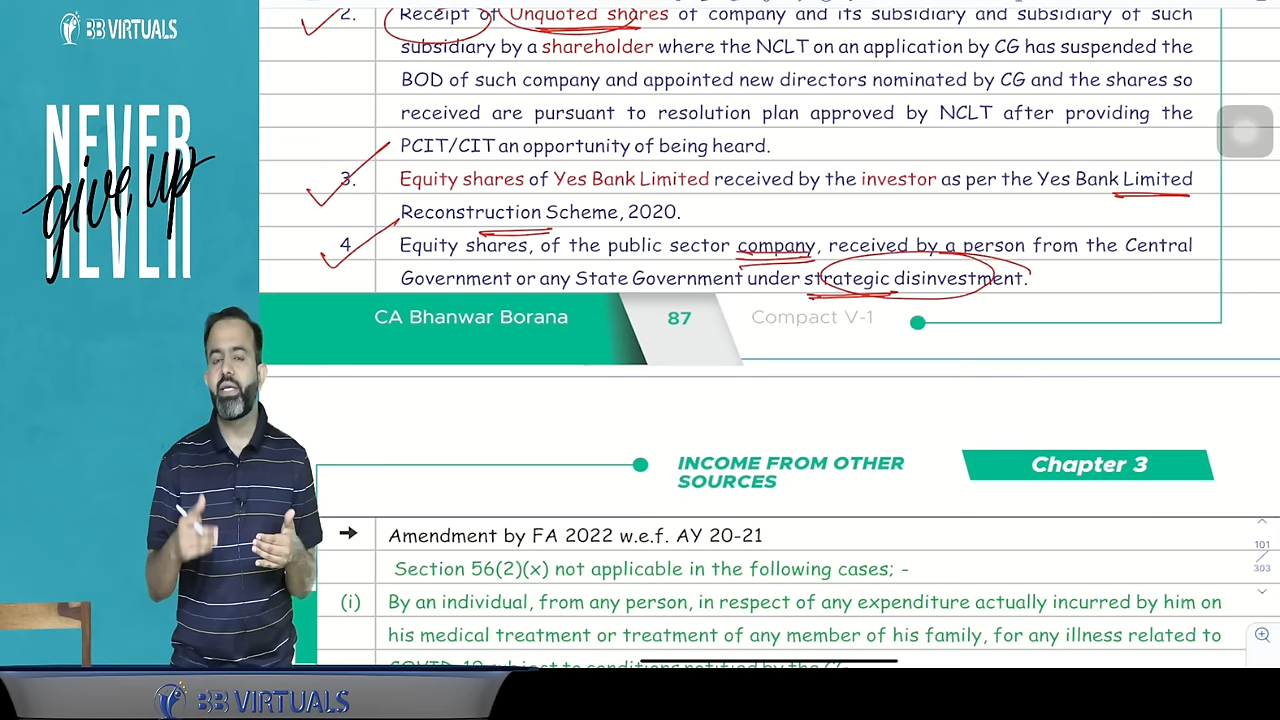 BB VIRTUALS
NEVER
give up
NEVER
2. Receipt of Unquoted shares of company and its subsidiary and subsidiary of such
subsidiary by a shareholder where the NCLT on an application by CG has suspended the
BOD of such company and appointed new directors nominated by CG and the shares so
received are pursuant to resolution plan approved by NCLT after providing the
PCIT/CIT an opportunity of being heard.
3. Equity shares of Yes Bank Limited received by the investor as per the Yes Bank Limited
Reconstruction Scheme, 2020.
4. Equity shares, of the public sector company, received by a person from the Central
Government or any State Government under strategic disinvestment.
CA Bhanwar Borana 87 Compact V-1
INCOME FROM OTHER
SOURCES
Chapter 3
→ Amendment by FA 2022 w.e.f. AY 20-21
Section 56(2)(x) not applicable in the following cases; -
(i) By an individual, from any person, in respect of any expenditure actually incurred by him on
his medical treatment or treatment of any member of his family, for any illness related to
COVID-19 subject to conditions notified by the
101
303
BB VIRTUALS